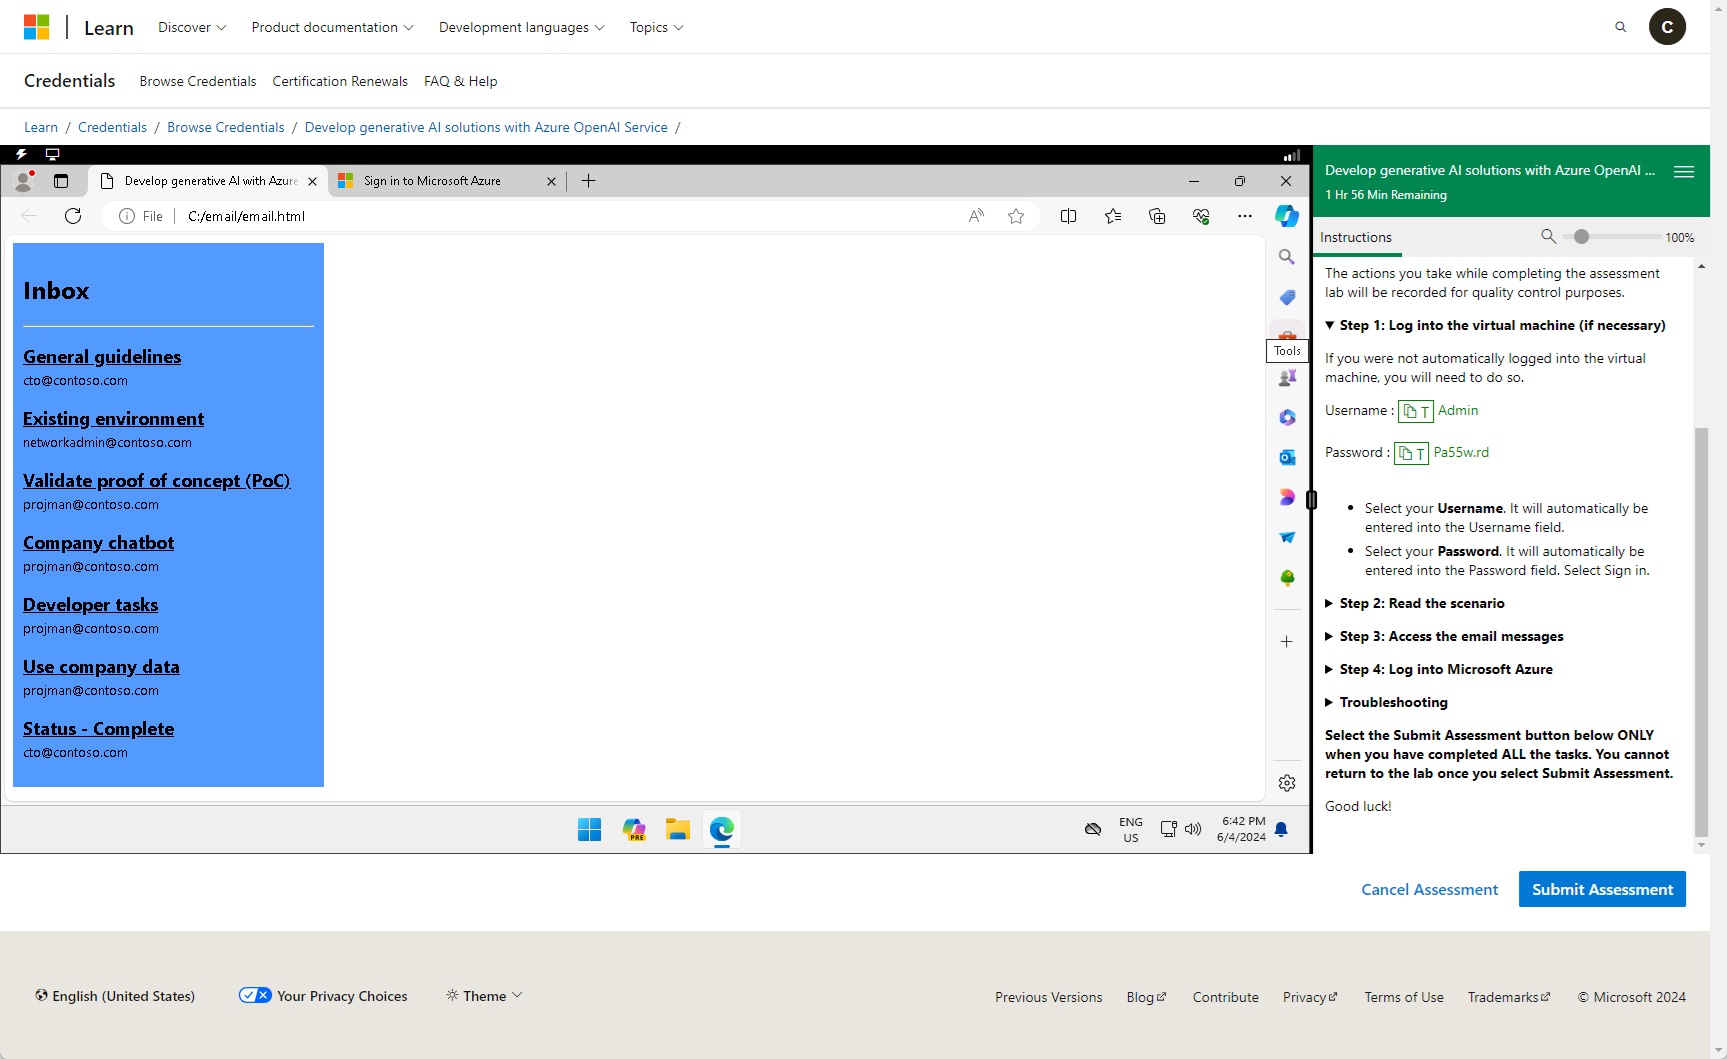 Learn
Discover
Product documentation
Development languages
Topics
C
Credentials
Browse Credentials
Certification Renewals
FAQ & Help
Learn / Credentials / Browse Credentials / Develop generative AI solutions with Azure OpenAI Service /
Develop generative AI with Azure
Sign in to Microsoft Azure
File
C:/email/email.html
Inbox
General guidelines
cto@contoso.com
Existing environment
networkadmin@contoso.com
Validate proof of concept (PoC)
projman@contoso.com
Company chatbot
projman@contoso.com
Developer tasks
projman@contoso.com
Use company data
projman@contoso.com
Status - Complete
cto@contoso.com
Tools
PRE
ENG
US
6:42 PM
6/4/2024
Develop generative AI solutions with Azure OpenAI ...
1 Hr 56 Min Remaining
Instructions
100%
The actions you take while completing the assessment
lab will be recorded for quality control purposes.
Step 1: Log into the virtual machine (if necessary)
If you were not automatically logged into the virtual
machine, you will need to do so.
Username : T Admin
Password : T Pa55w.rd
• Select your Username. It will automatically be
entered into the Username field.
• Select your Password. It will automatically be
entered into the Password field. Select Sign in.
Step 2: Read the scenario
Step 3: Access the email messages
Step 4: Log into Microsoft Azure
Troubleshooting
Select the Submit Assessment button below ONLY
when you have completed ALL the tasks. You cannot
return to the lab once you select Submit Assessment.
Good luck!
Cancel Assessment
Submit Assessment
English (United States)
Your Privacy Choices
Theme
Previous Versions
Blog
Contribute
Privacy
Terms of Use
Trademarks
© Microsoft 2024